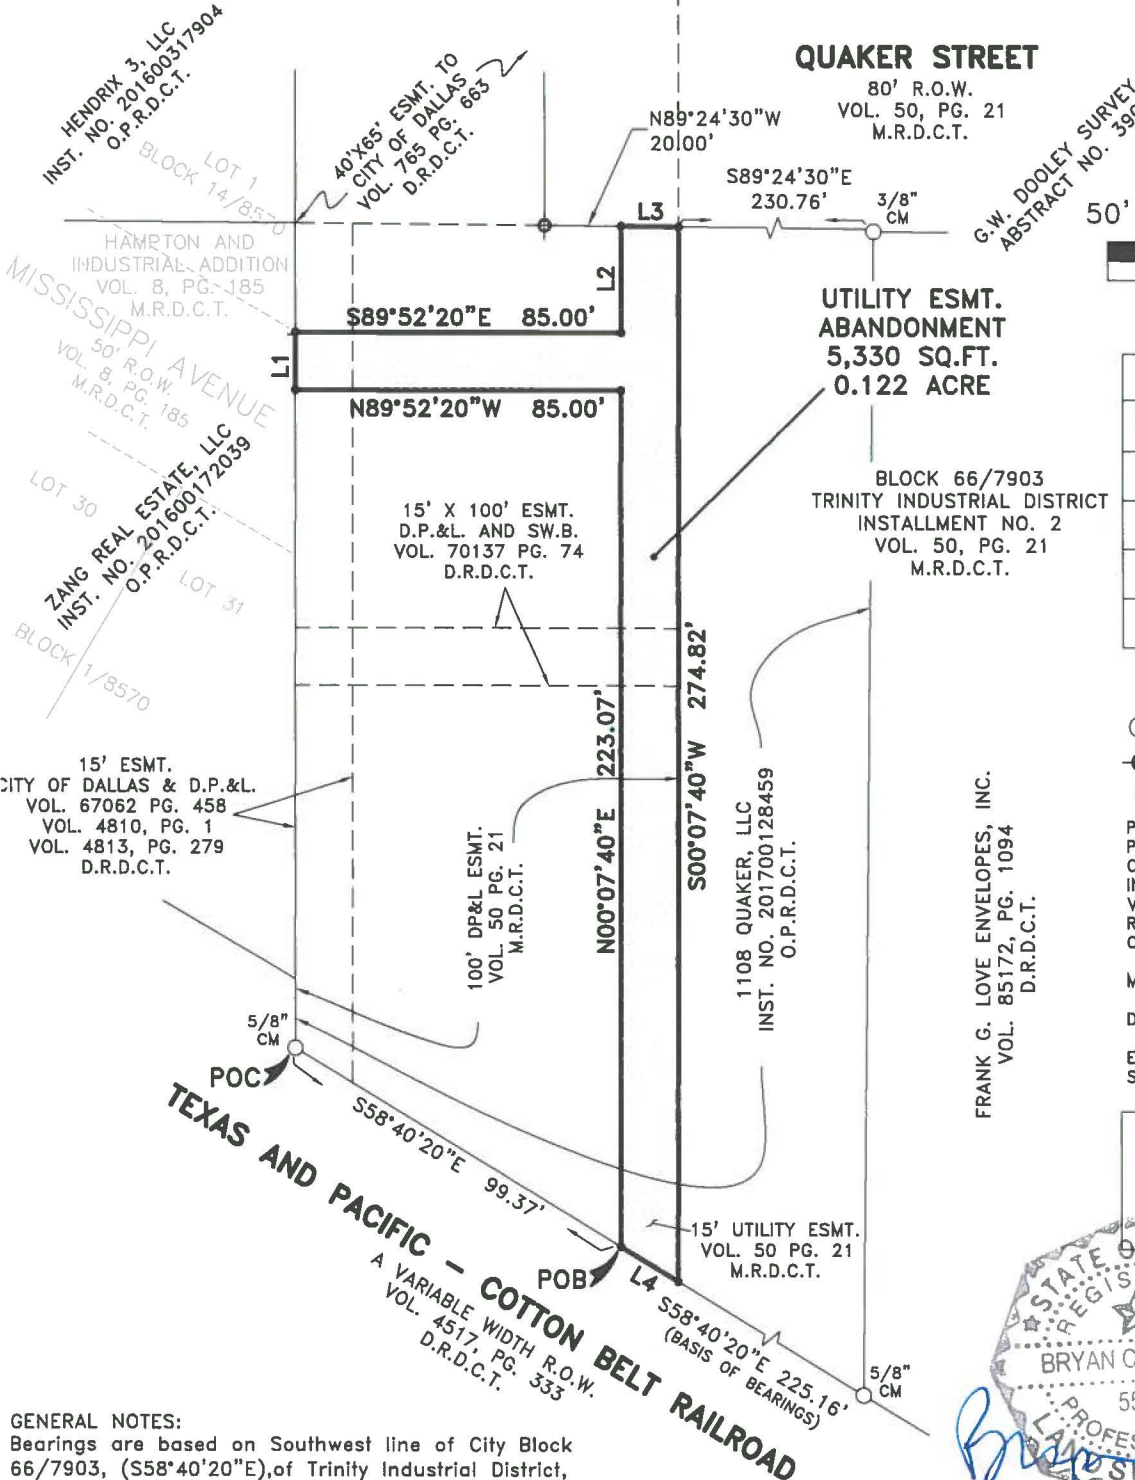 HENDRIX 3, LLC
INST. NO. 201600317904
O.P.R.D.C.T.
LOT 1
BLOCK 14/8570
40'X65' ESMT. TO
CITY OF DALLAS
VOL. 765 PG. 663
D.R.D.C.T.
QUAKER STREET
80' R.O.W.
VOL. 50, PG. 21
M.R.D.C.T.
N89°24'30"W
20.00'
S89°24'30"E
230.76'
3/8"
CM
G.W. DOOLEY SURVEY
ABSTRACT NO.
50'
L3
L2
HAMPTON AND
INDUSTRIAL ADDITION
VOL. 8, PG. 185
M.R.D.C.T.
MISSISSIPPI AVENUE
50' R.O.W.
VOL. 8, PG. 185
M.R.D.C.T.
S89°52'20"E 85.00'
L1
N89°52'20"W 85.00'
UTILITY ESMT.
ABANDONMENT
5,330 SQ.FT.
0.122 ACRE
LOT 30
ZANG REAL ESTATE, LLC
INST. NO. 201600172039
O.P.R.D.C.T.
LOT 31
BLOCK 1/8570
15' X 100' ESMT.
D.P.&L. AND SW.B.
VOL. 70137 PG. 74
D.R.D.C.T.
BLOCK 66/7903
TRINITY INDUSTRIAL DISTRICT
INSTALLMENT NO. 2
VOL. 50, PG. 21
M.R.D.C.T.
15' ESMT.
CITY OF DALLAS & D.P.&L.
VOL. 67062 PG. 458
VOL. 4810, PG. 1
VOL. 4813, PG. 279
D.R.D.C.T.
100' DP&L ESMT.
VOL. 50 PG. 21
M.R.D.C.T.
N00°07'40"E 223.07'
S00°07'40"W 274.82'
1108 QUAKER, LLC
INST. NO. 201700128459
O.P.R.D.C.T.
FRANK G. LOVE ENVELOPES, INC.
VOL. 85172, PG. 1094
D.R.D.C.T.
5/8"
CM
POC
S58°40'20"E 99.37'
TEXAS AND PACIFIC - COTTON BELT RAILROAD
A VARIABLE WIDTH R.O.W.
VOL. 4517, PG. 333
D.R.D.C.T.
POB
L4
15' UTILITY ESMT.
VOL. 50 PG. 21
M.R.D.C.T.
S58°40'20"E 225.16'
(BASIS OF BEARINGS)
5/8"
CM
STATE
REGIS
BRYAN C
55
PROFES
LAND S
GENERAL NOTES:
Bearings are based on Southwest line of City Block
66/7903, (S58°40'20"E),of Trinity Industrial District,